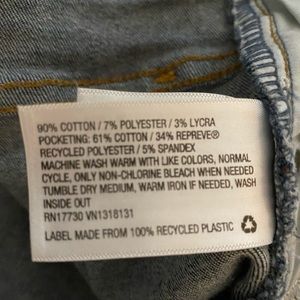 90% COTTON / 7% POLYESTER / 3% LYCRA
POCKETING: 61% COTTON / 34% REPREVE®
RECYCLED POLYESTER / 5% SPANDEX
MACHINE WASH WARM WITH LIKE COLORS, NORMAL
CYCLE, ONLY NON-CHLORINE BLEACH WHEN NEEDED
TUMBLE DRY MEDIUM, WARM IRON IF NEEDED, WASH
INSIDE OUT
RN17730 VN1318131
LABEL MADE FROM 100% RECYCLED PLASTIC